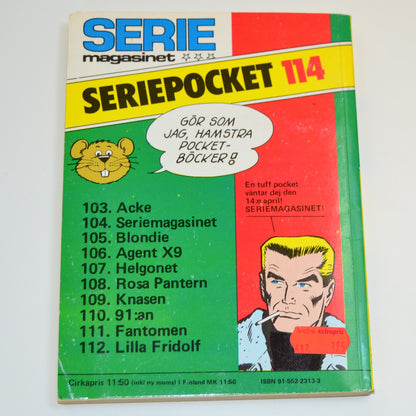 SERIE
magasinet
SERIEPOCKET 114
GÖR SOM
JAG, HAMSTRA
POCKET-
BÖCKER!
En tuff pocket
väntar dej den
14:e april!
SERIEMAGASINET!
103. Acke
104. Seriemagasinet
105. Blondie
106. Agent X9
107. Helgonet
108. Rosa Pantern
109. Knasen
110. 91:an
111. Fantomen
112. Lilla Fridolf
Cirkapris 11:50 (inkl ny moms) I Finland MK 11:50
ISBN 91-552-2313-3